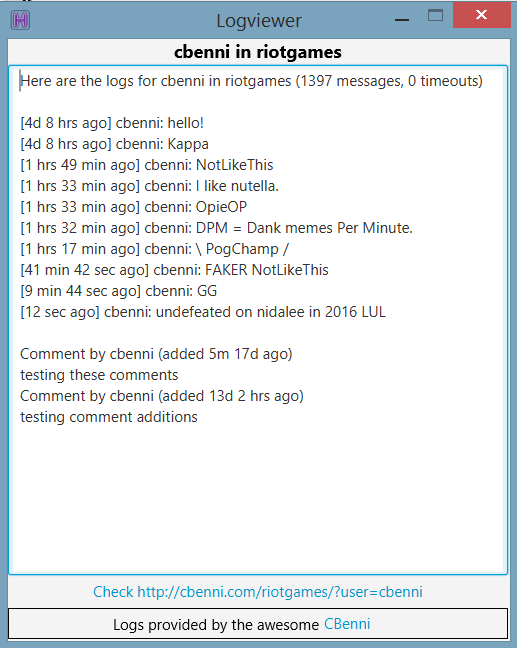 Logviewer
cbenni in riotgames
Here are the logs for cbenni in riotgames (1397 messages, 0 timeouts)
[4d 8 hrs ago] cbenni: hello!
[4d 8 hrs ago] cbenni: Kappa
[1 hrs 49 min ago] cbenni: NotLikeThis
[1 hrs 33 min ago] cbenni: I like nutella.
[1 hrs 33 min ago] cbenni: OpieOP
[1 hrs 32 min ago] cbenni: DPM = Dank memes Per Minute.
[1 hrs 17 min ago] cbenni: \ PogChamp /
[41 min 42 sec ago] cbenni: FAKER NotLikeThis
[9 min 44 sec ago] cbenni: GG
[12 sec ago] cbenni: undefeated on nidalee in 2016 LUL
Comment by cbenni (added 5m 17d ago)
testing these comments
Comment by cbenni (added 13d 2 hrs ago)
testing comment additions
Check http://cbenni.com/riotgames/?user=cbenni
Logs provided by the awesome CBenni